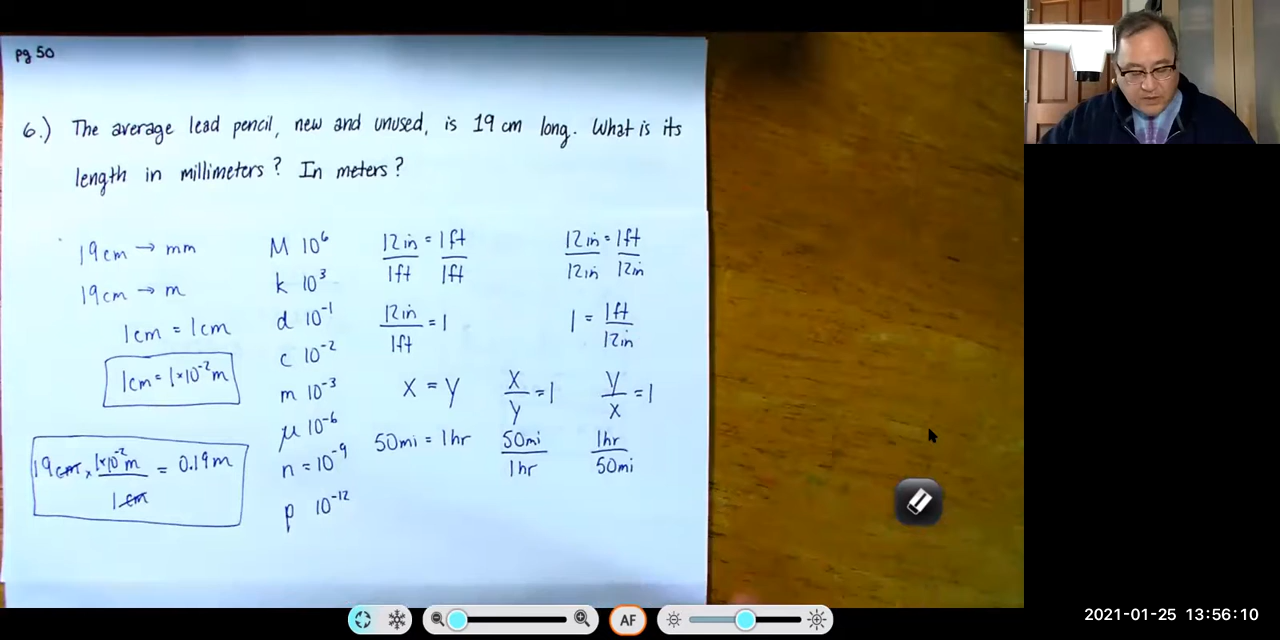 pg 50
6.) The average lead pencil, new and unused, is 19 cm long. What is its
length in millimeters? In meters?
19cm → mm
19cm → m
1cm = 1cm
1cm = 1×10⁻² m
19cm × 1×10⁻² m / 1cm = 0.19m
M 10⁶
k 10³
d 10⁻¹
c 10⁻²
m 10⁻³
μ 10⁻⁶
n = 10⁻⁹
p 10⁻¹²
12in / 1ft = 1ft / 1ft
12in / 1ft = 1
12in / 12in = 1ft / 12in
1 = 1ft / 12in
X = Y
X / Y = 1
Y / X = 1
50mi = 1hr
50mi / 1hr
1hr / 50mi
AF
2021-01-25 13:56:10